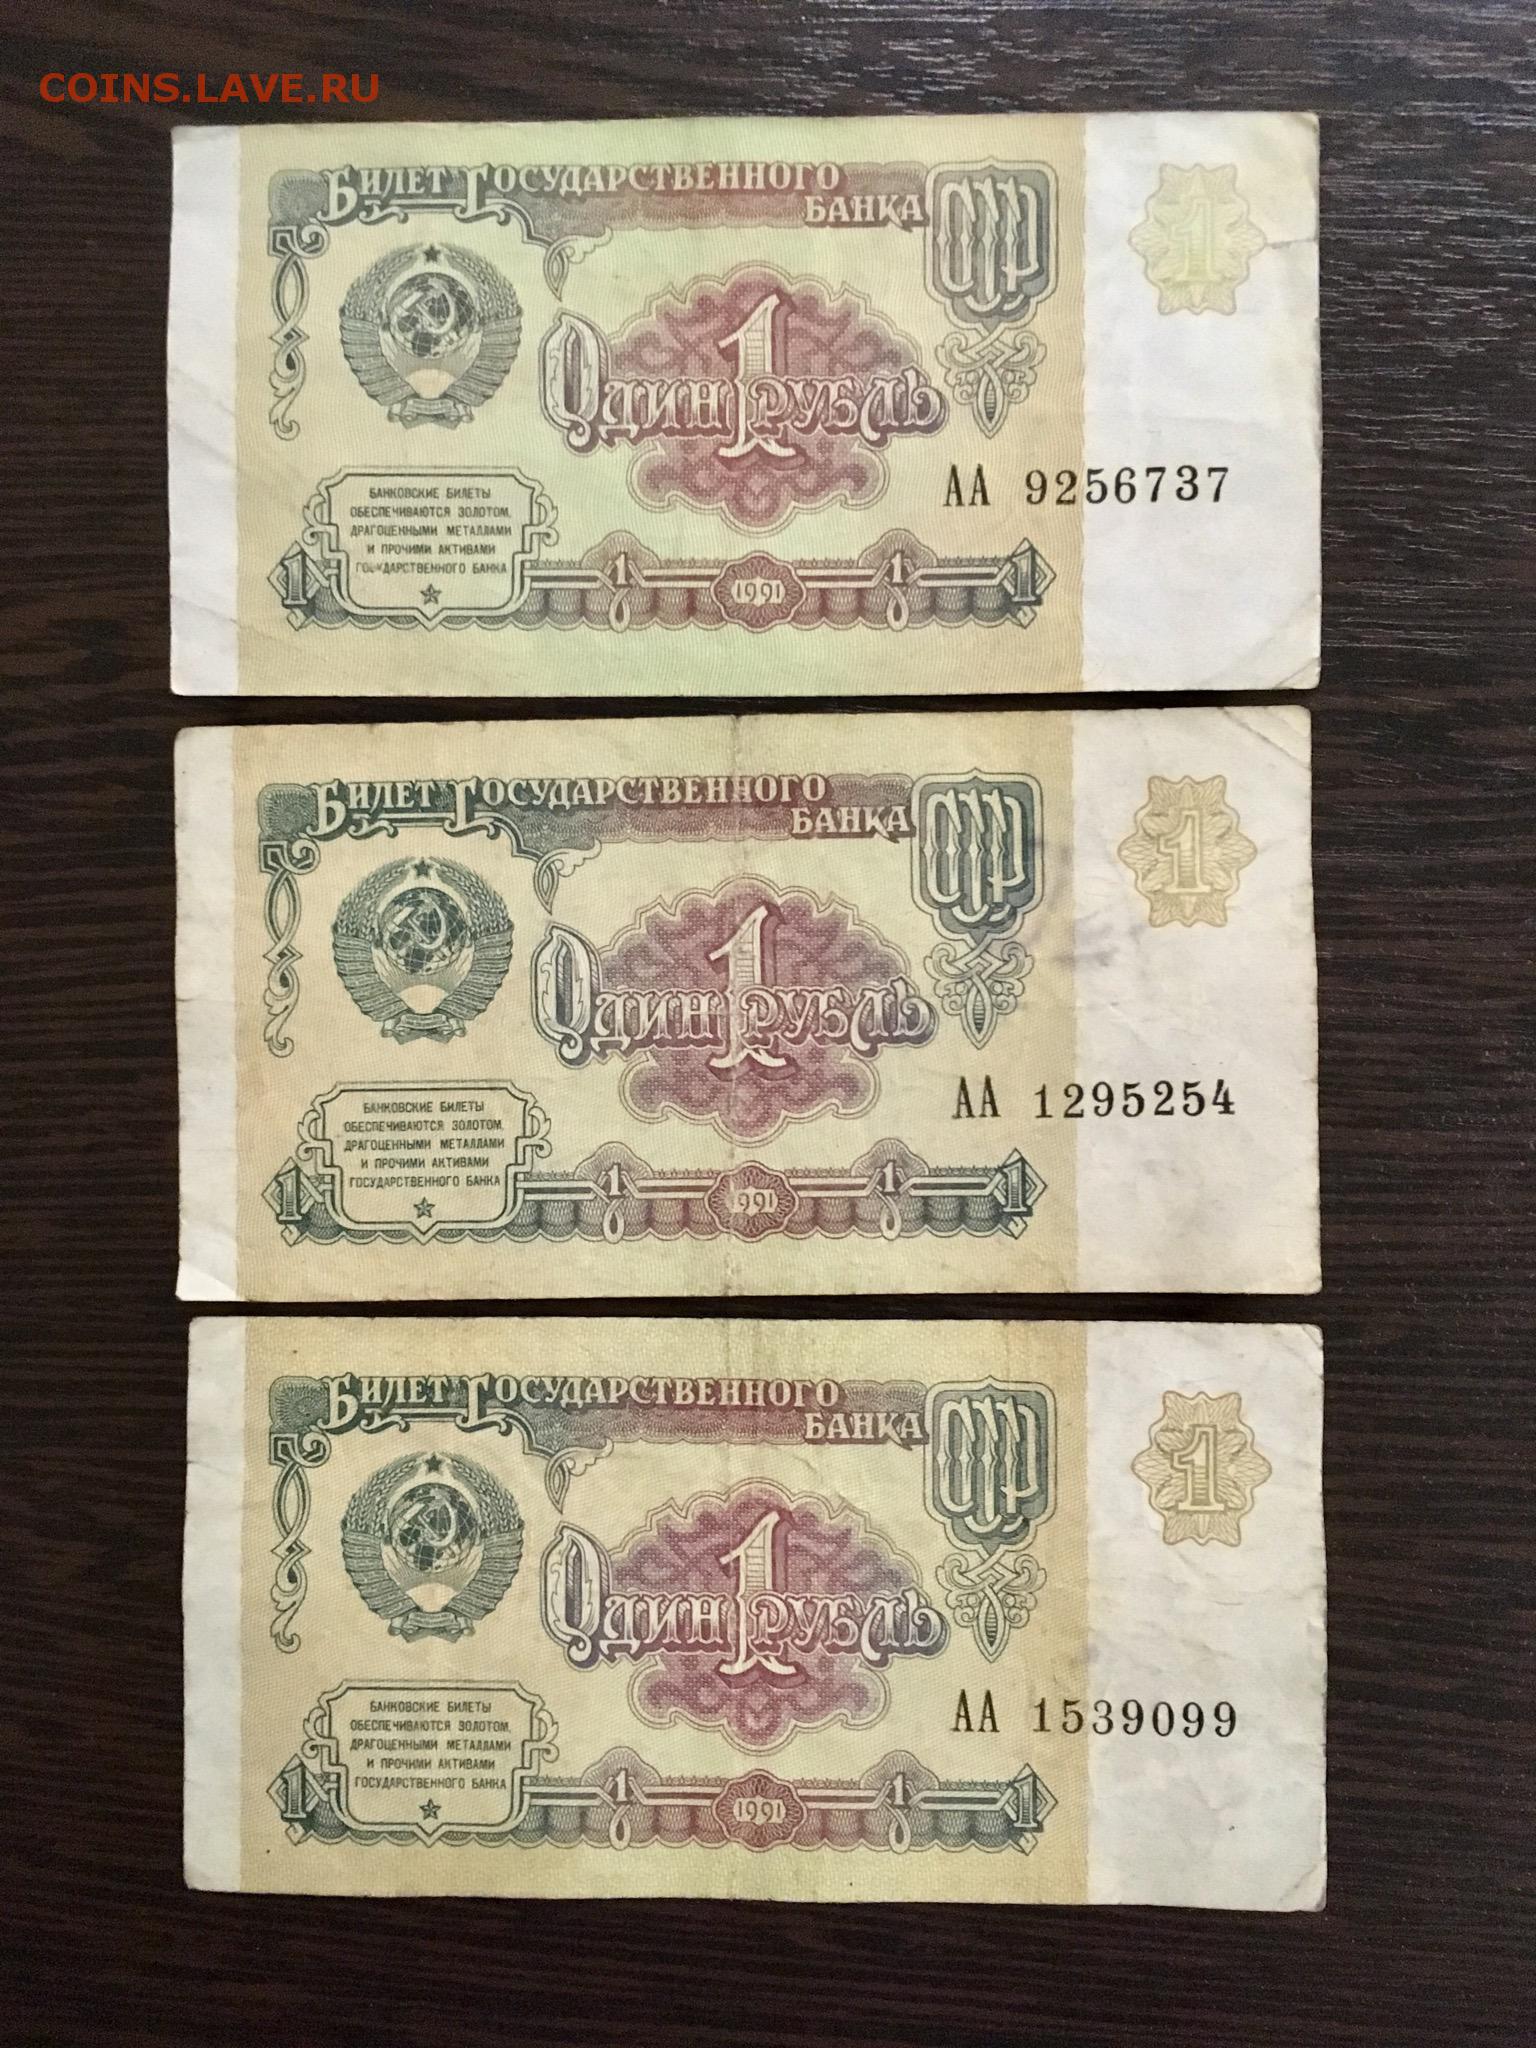 COINS.LAVE.RU
БИЛЕТ ГОСУДАРСТВЕННОГО
БАНКА
СССР
1
1
ОДИН РУБЛЬ
АА 9256737
БАНКОВСКИЕ БИЛЕТЫ
ОБЕСПЕЧИВАЮТСЯ ЗОЛОТОМ,
ДРАГОЦЕННЫМИ МЕТАЛЛАМИ
И ПРОЧИМИ АКТИВАМИ
ГОСУДАРСТВЕННОГО БАНКА
1 1 1991 1 1
БИЛЕТ ГОСУДАРСТВЕННОГО
БАНКА
СССР
1
1
ОДИН РУБЛЬ
АА 1295254
БАНКОВСКИЕ БИЛЕТЫ
ОБЕСПЕЧИВАЮТСЯ ЗОЛОТОМ,
ДРАГОЦЕННЫМИ МЕТАЛЛАМИ
И ПРОЧИМИ АКТИВАМИ
ГОСУДАРСТВЕННОГО БАНКА
1 1 1991 1 1
БИЛЕТ ГОСУДАРСТВЕННОГО
БАНКА
СССР
1
1
ОДИН РУБЛЬ
АА 1539099
БАНКОВСКИЕ БИЛЕТЫ
ОБЕСПЕЧИВАЮТСЯ ЗОЛОТОМ,
ДРАГОЦЕННЫМИ МЕТАЛЛАМИ
И ПРОЧИМИ АКТИВАМИ
ГОСУДАРСТВЕННОГО БАНКА
1 1 1991 1 1